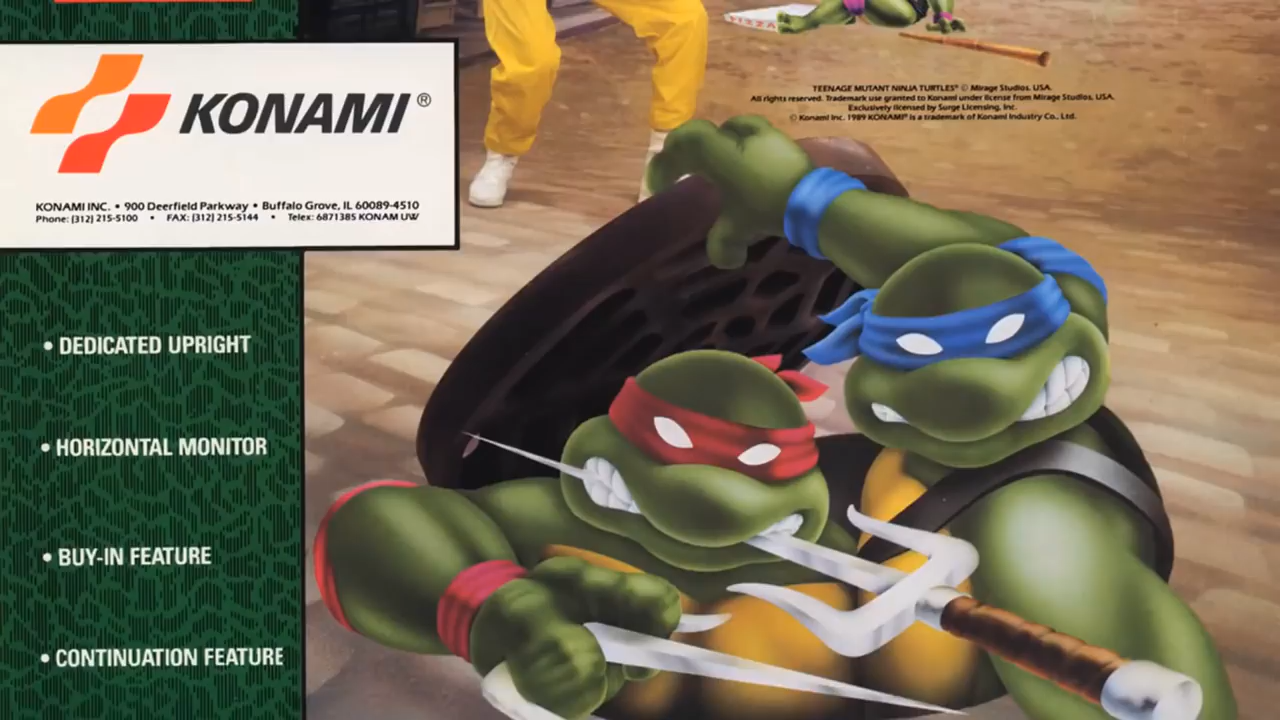 KONAMI®
KONAMI INC. • 900 Deerfield Parkway • Buffalo Grove, IL 60089-4510
Phone: (312) 215-5100 • FAX: (312) 215-5144 • Telex: 6871385 KONAM UW
• DEDICATED UPRIGHT
• HORIZONTAL MONITOR
• BUY-IN FEATURE
• CONTINUATION FEATURE
PIZZA
TEENAGE MUTANT NINJA TURTLES® © Mirage Studios, USA.
All rights reserved. Trademark use granted to Konami under license from Mirage Studios, USA.
Exclusively licensed by Surge Licensing, Inc.
© Konami Inc. 1989 KONAMI® is a trademark of Konami Industry Co., Ltd.